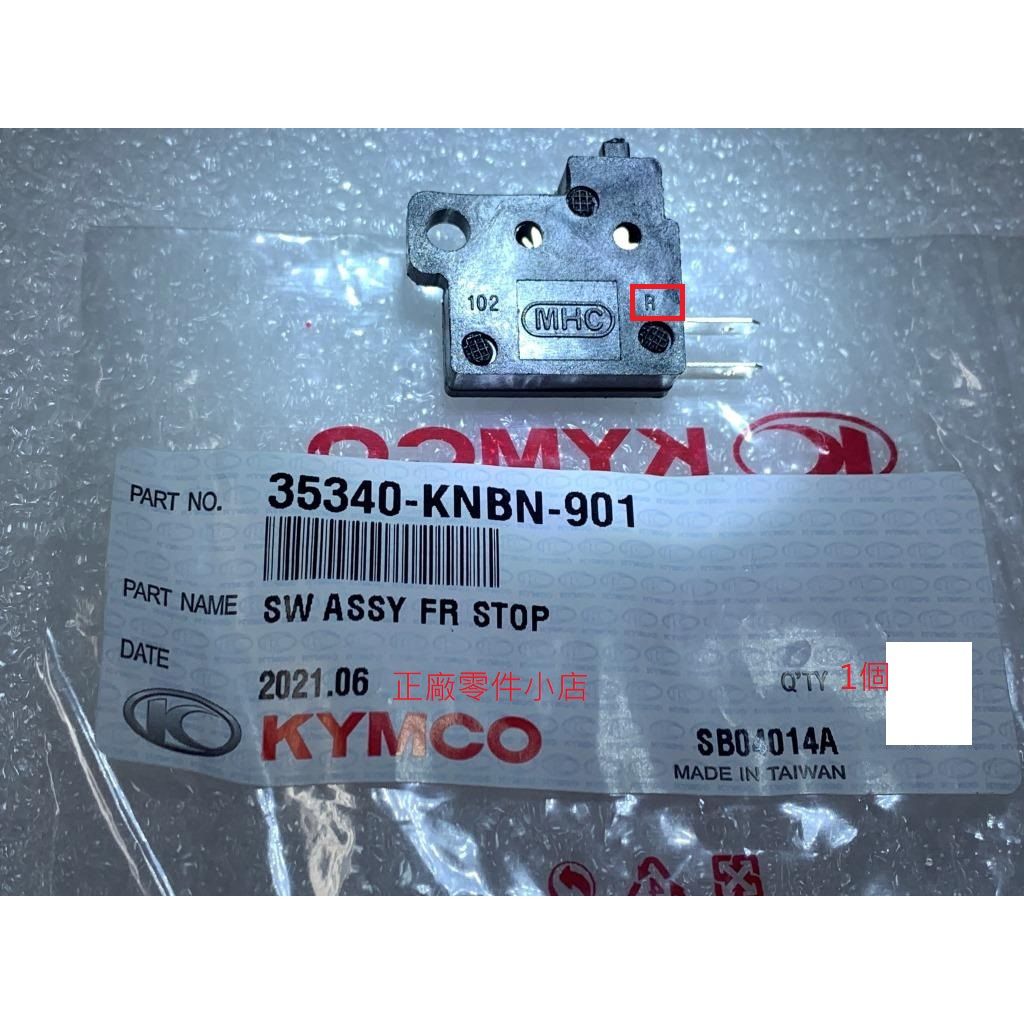 102 MHC R
KYMCO
PART NO. 35340-KNBN-901
PART NAME SW ASSY FR STOP
DATE 2021.06 正廠零件小店 Q'TY 1個
KYMCO
SB04014A
MADE IN TAIWAN